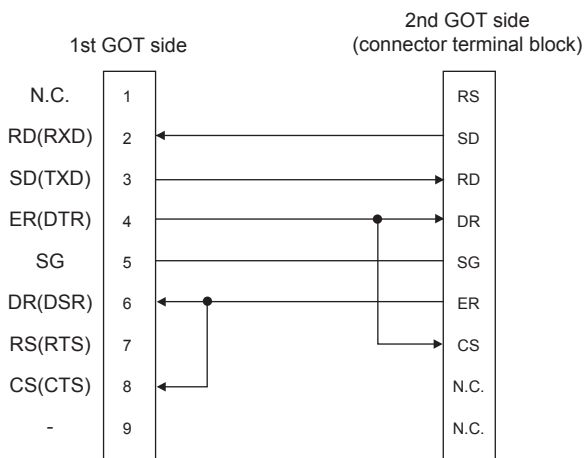 2nd GOT side
1st GOT side (connector terminal block)
N.C. 1 RS
RD(RXD) 2 SD
SD(TXD) 3 RD
ER(DTR) 4 DR
SG 5 SG
DR(DSR) 6 ER
RS(RTS) 7 CS
CS(CTS) 8 N.C.
- 9 N.C.